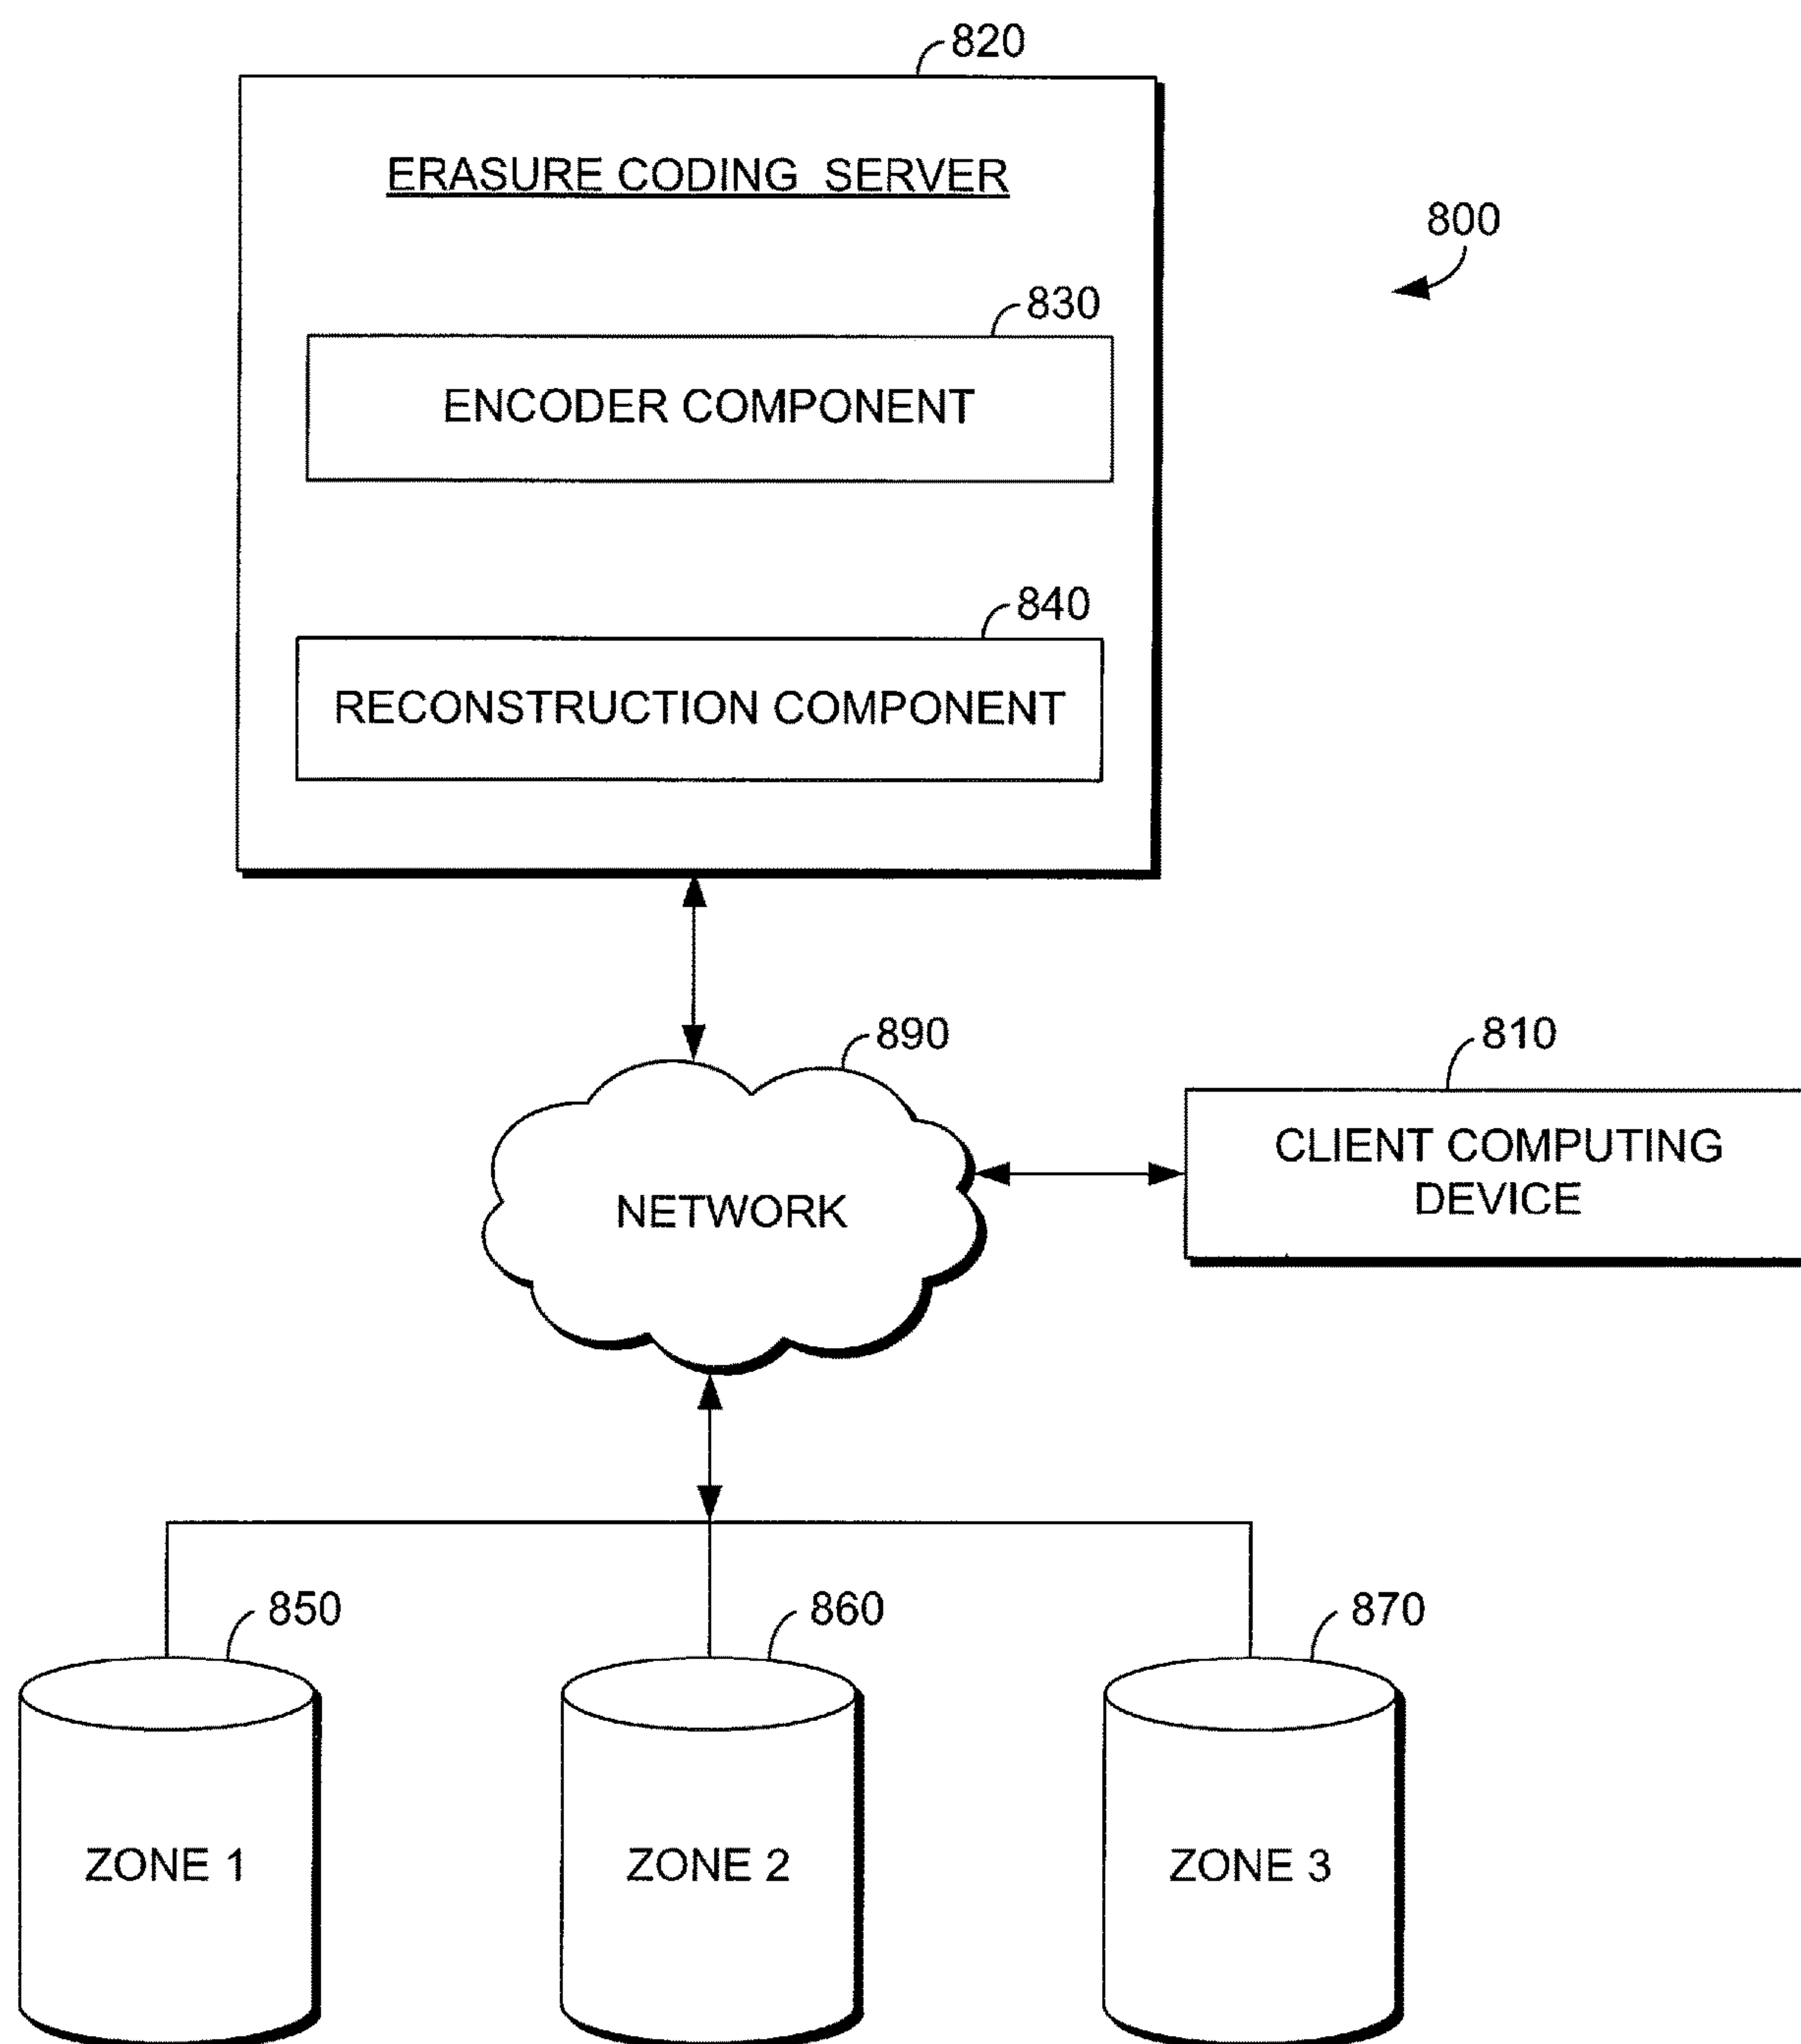 820
ERASURE CODING SERVER
800
830
ENCODER COMPONENT
840
RECONSTRUCTION COMPONENT
890
810
CLIENT COMPUTING
DEVICE
NETWORK
850
860
870
ZONE 1
ZONE 2
ZONE 3